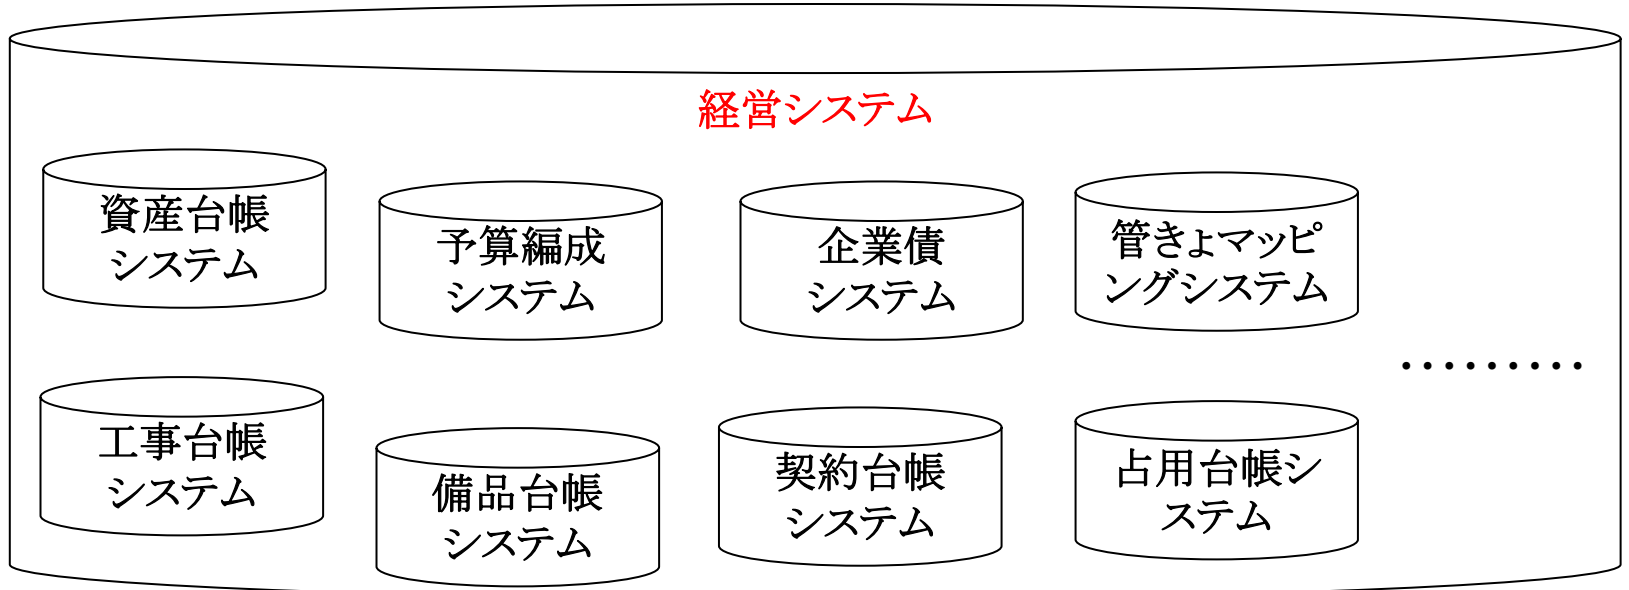 経営システム
資産台帳
システム
予算編成
システム
企業債
システム
管きょマッピ
ングシステム
………
工事台帳
システム
備品台帳
システム
契約台帳
システム
占用台帳シ
ステム